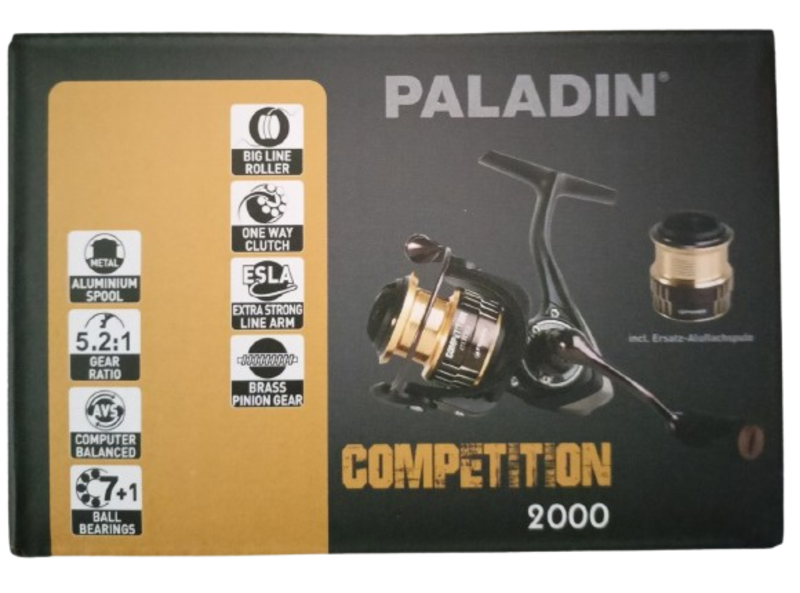 PALADIN®
BIG LINE
ROLLER
ONE WAY
CLUTCH
METAL
ALUMINIUM
SPOOL
ESLA
EXTRA STRONG
LINE ARM
5.2:1
GEAR
RATIO
BRASS
PINION GEAR
AVS
COMPUTER
BALANCED
7+1
BALL
BEARINGS
incl. Ersatz-Aluflachspule
COMPETITION
2000